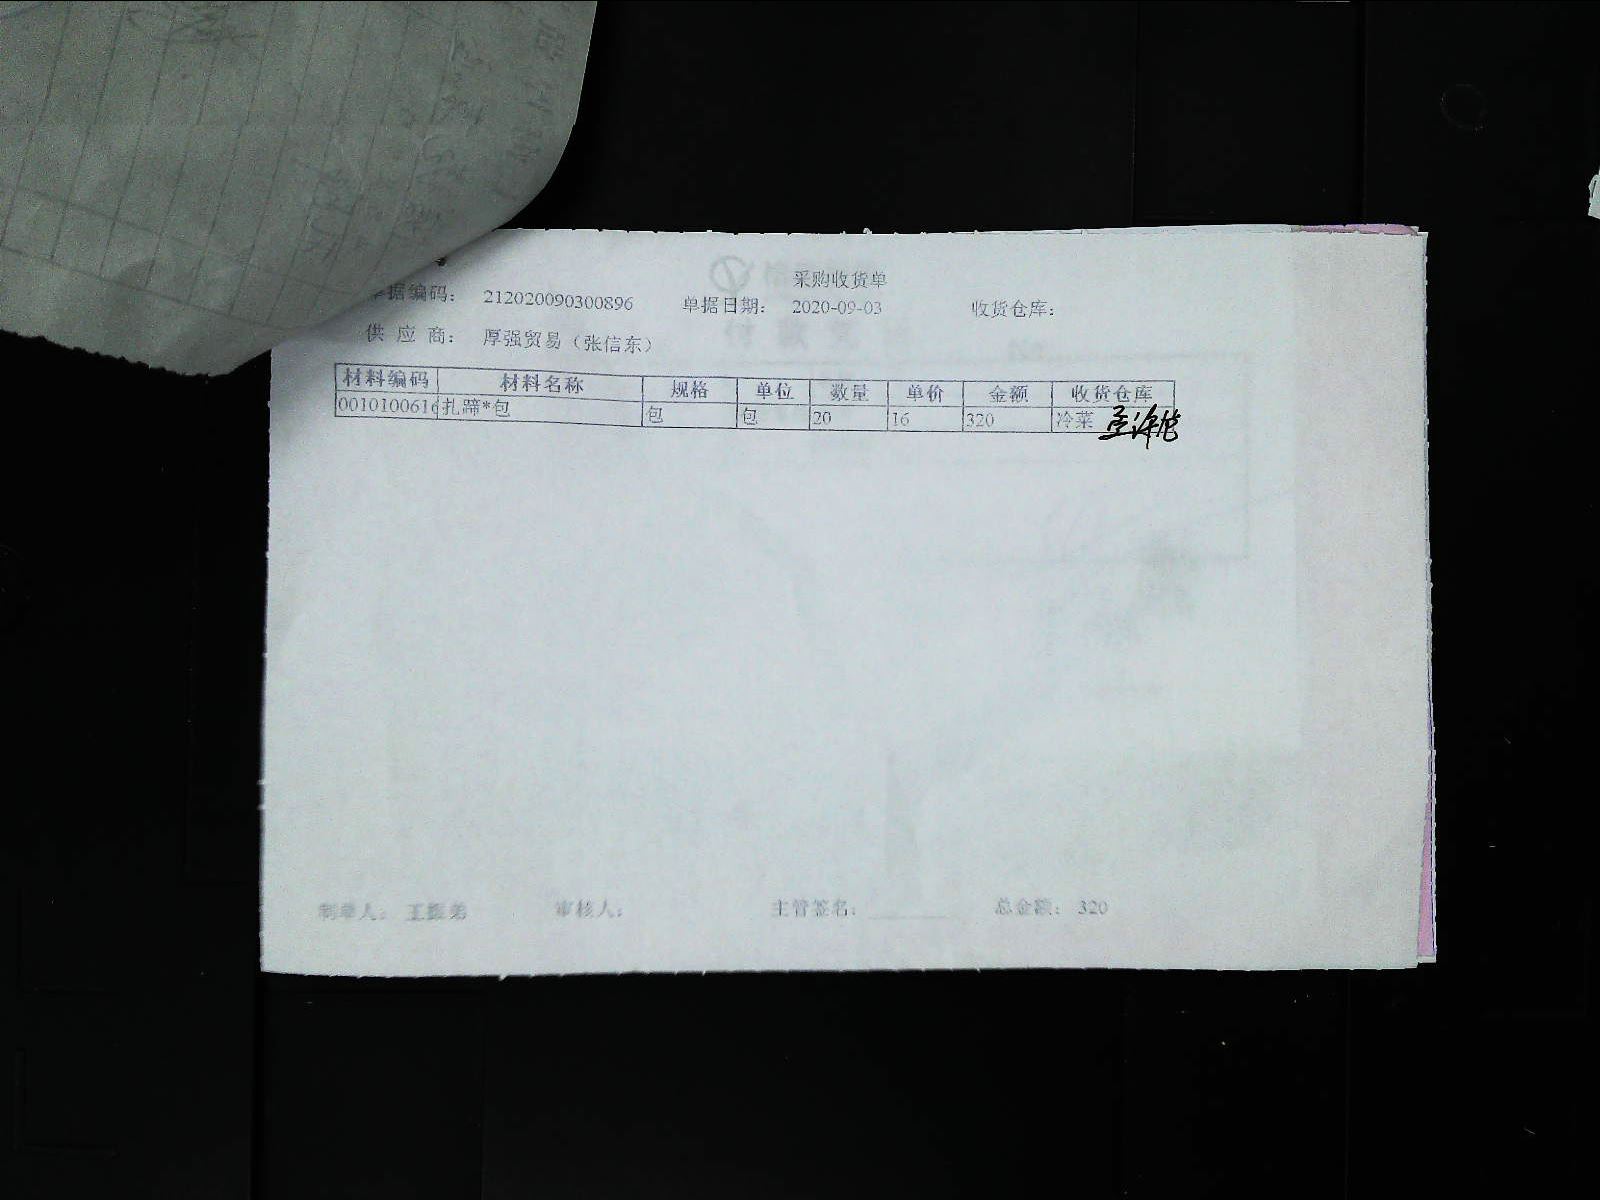 采购收货单
单据编码： 212020090300896 单据日期： 2020-09-03 收货仓库：
供 应 商： 厚强贸易（张信东）
材料编码 材料名称 规格 单位 数量 单价 金额 收货仓库
0010100616 扎蹄*包 包 包 20 16 320 冷菜
制单人： 审核人： 主管签名： 总金额： 320